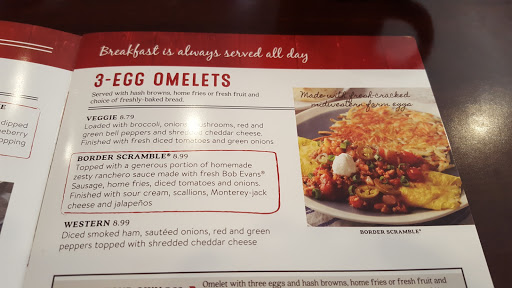 Breakfast is always served all day
3-EGG OMELETS
Served with hash browns, home fries or fresh fruit and
choice of freshly-baked bread.
VEGGIE 8.79
Loaded with broccoli, onions, mushrooms, red and
green bell peppers and shredded cheddar cheese.
Finished with fresh diced tomatoes and green onions
BORDER SCRAMBLE® 8.99
Topped with a generous portion of homemade
zesty ranchero sauce made with fresh Bob Evans®
Sausage, home fries, diced tomatoes and onions.
Finished with sour cream, scallions, Monterey-jack
cheese and jalapeños
WESTERN 8.99
Diced smoked ham, sautéed onions, red and green
peppers topped with shredded cheddar cheese
Made with fresh-cracked
midwestern farm eggs
BORDER SCRAMBLE®
Omelet with three eggs and hash browns, home fries or fresh fruit and
dipped
eberry
opping